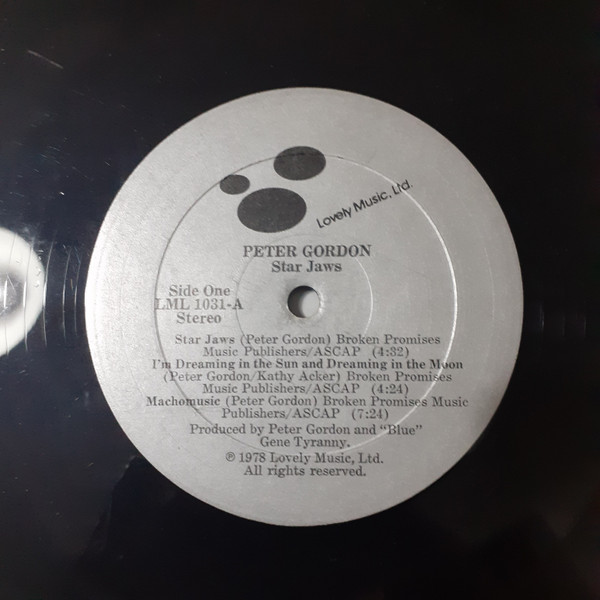 Lovely Music, Ltd.
PETER GORDON
Star Jaws
Side One
LML 1031-A
Stereo
Star Jaws (Peter Gordon) Broken Promises
Music Publishers/ASCAP (4:32)
I'm Dreaming in the Sun and Dreaming in the Moon
(Peter Gordon/Kathy Acker) Broken Promises
Music Publishers/ASCAP (4:24)
Machomusic (Peter Gordon) Broken Promises Music
Publishers/ASCAP (7:24)
Produced by Peter Gordon and "Blue"
Gene Tyranny.
℗ 1978 Lovely Music, Ltd.
All rights reserved.